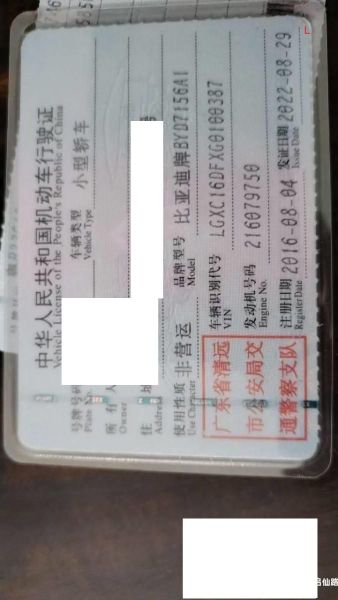 中华人民共和国机动车行驶证
Vehicle License of the People's Republic of China
号牌号码
Plate No.
车辆类型 小型轿车
Vehicle Type
所有人
Owner
住址
Address
使用性质 非营运
Use Character
品牌型号 比亚迪牌BYD7156A1
Model
车辆识别代号 LGXC16DFXG0100387
VIN
发动机号码 216079750
Engine No.
注册日期 2016-08-04
Register Date
发证日期 2022-08-29
Issue Date
广东省清远
市公安局交
通警察支队